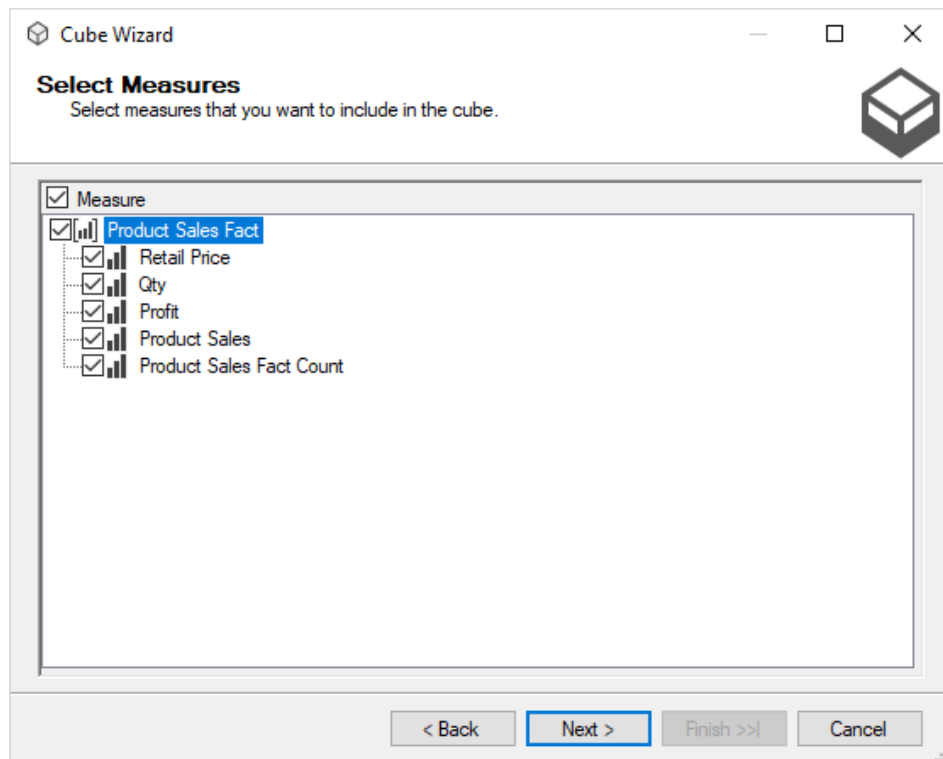 Cube Wizard
Select Measures
Select measures that you want to include in the cube.
Measure
Product Sales Fact
Retail Price
Qty
Profit
Product Sales
Product Sales Fact Count
< Back Next > Finish >>| Cancel